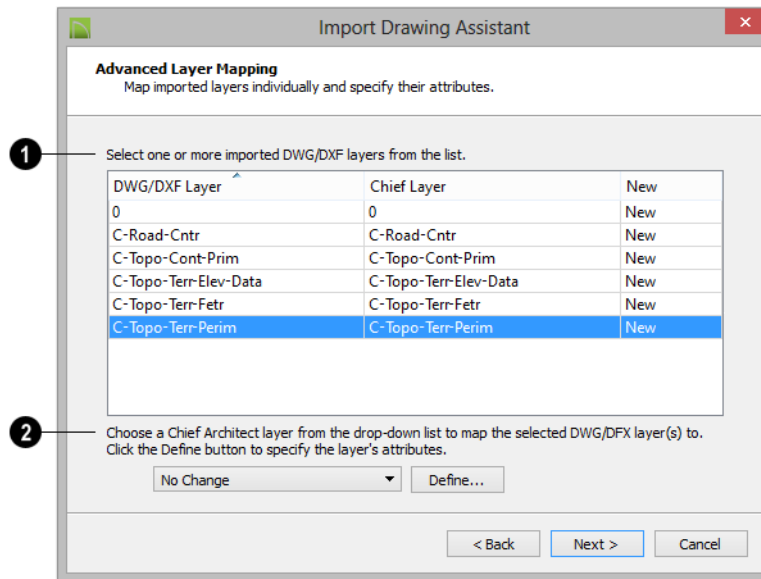 Import Drawing Assistant
Advanced Layer Mapping
Map imported layers individually and specify their attributes.
1
Select one or more imported DWG/DXF layers from the list.
DWG/DXF Layer Chief Layer New
0 0 New
C-Road-Cntr C-Road-Cntr New
C-Topo-Cont-Prim C-Topo-Cont-Prim New
C-Topo-Terr-Elev-Data C-Topo-Terr-Elev-Data New
C-Topo-Terr-Fetr C-Topo-Terr-Fetr New
C-Topo-Terr-Perim C-Topo-Terr-Perim New
2
Choose a Chief Architect layer from the drop-down list to map the selected DWG/DFX layer(s) to.
Click the Define button to specify the layer's attributes.
No Change Define...
< Back Next > Cancel